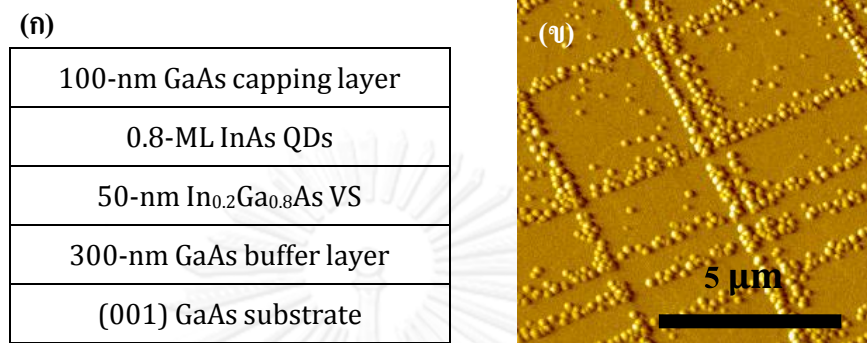 (ก)
100-nm GaAs capping layer
0.8-ML InAs QDs
50-nm In₀.₂Ga₀.₈As VS
300-nm GaAs buffer layer
(001) GaAs substrate
(ข)
5 μm